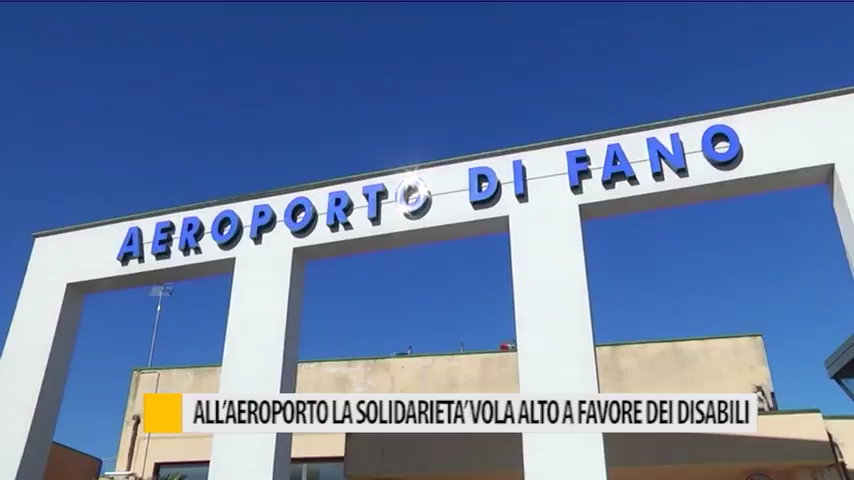 AEROPORTO DI FANO
ALL'AEROPORTO LA SOLIDARIETA' VOLA ALTO A FAVORE DEI DISABILI